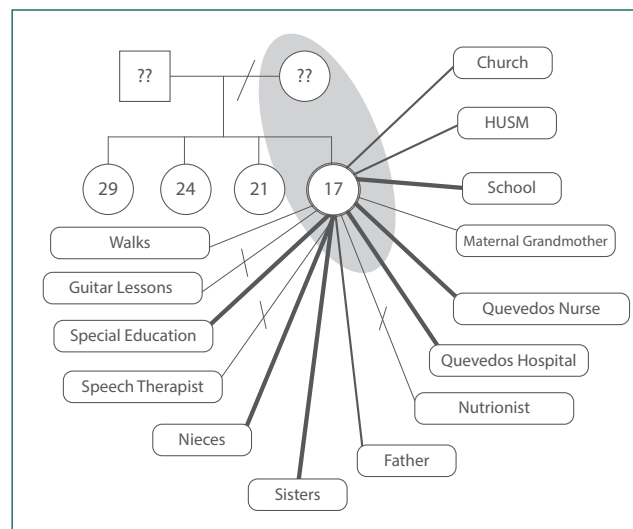 ??
??
Church
HUSM
School
29
24
21
17
Maternal Grandmother
Walks
Guitar Lessons
Quevedos Nurse
Special Education
Quevedos Hospital
Speech Therapist
Nutrionist
Nieces
Father
Sisters